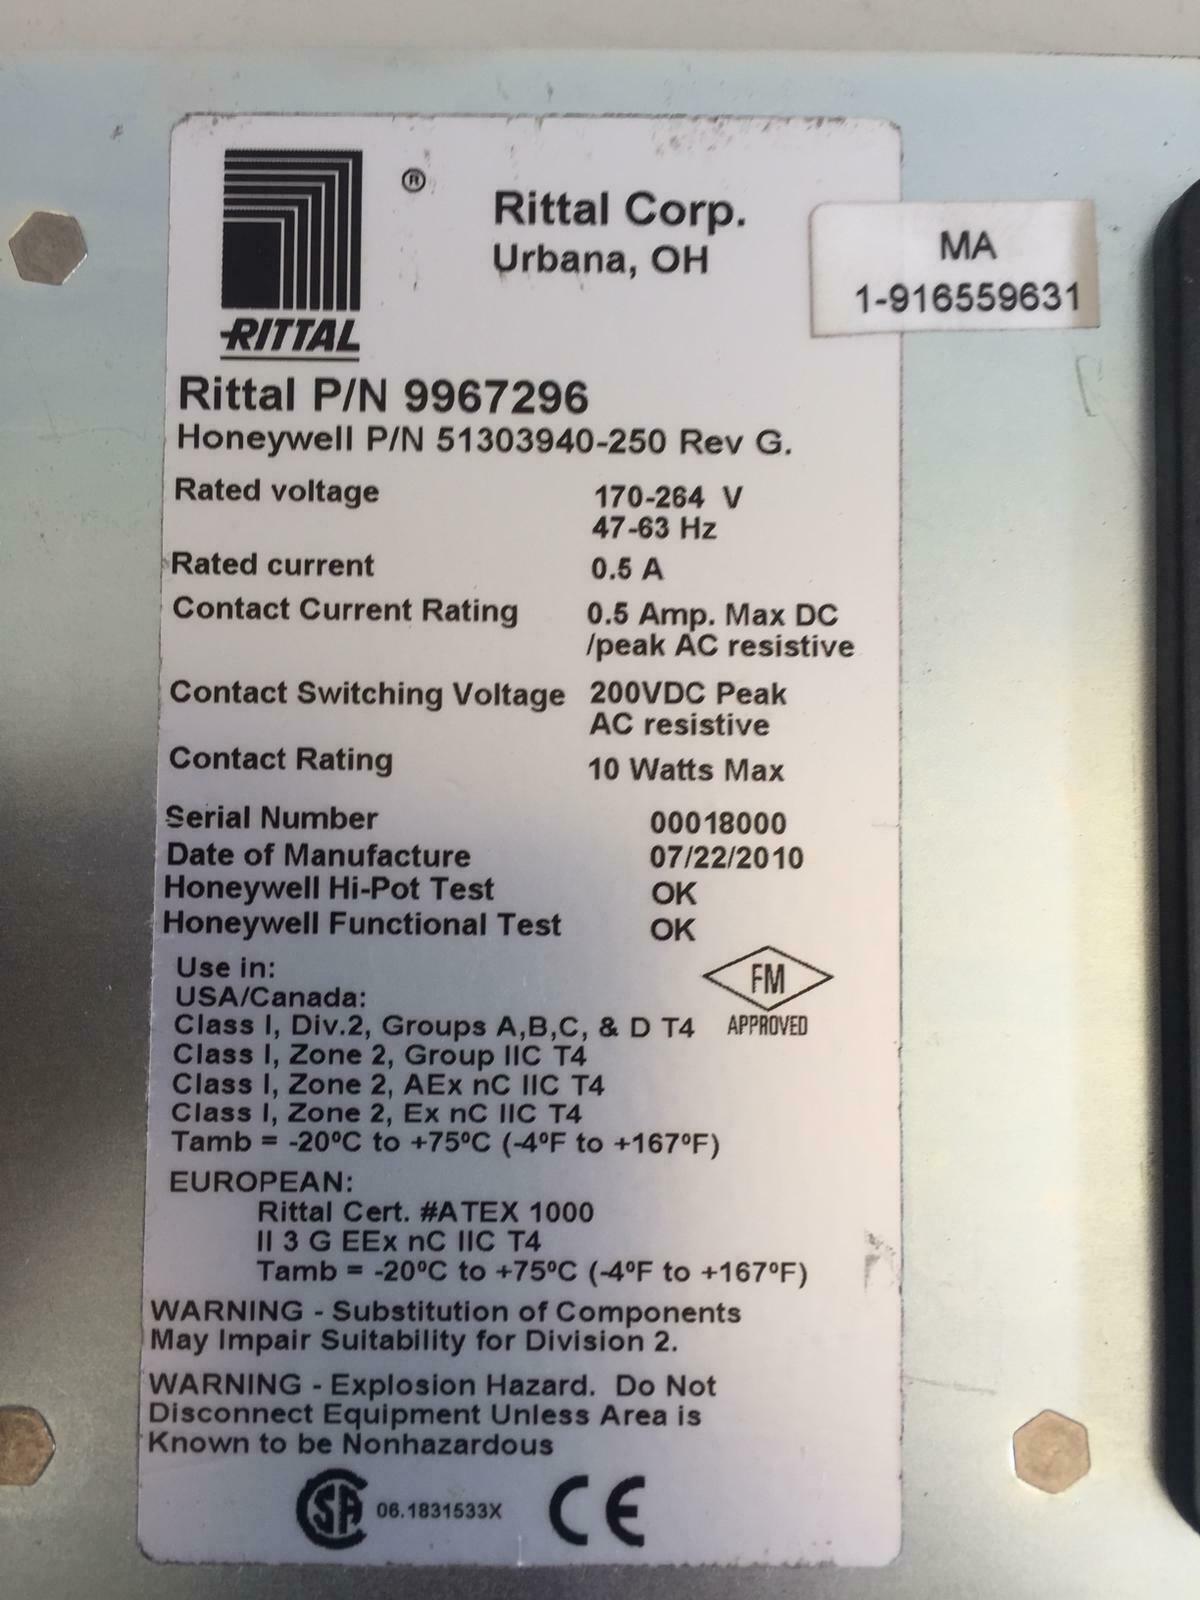 ®
Rittal Corp.
Urbana, OH
MA
1-916559631
RITTAL
Rittal P/N 9967296
Honeywell P/N 51303940-250 Rev G.
Rated voltage 170-264 V
47-63 Hz
Rated current 0.5 A
Contact Current Rating 0.5 Amp. Max DC
/peak AC resistive
Contact Switching Voltage 200VDC Peak
AC resistive
Contact Rating 10 Watts Max
Serial Number 00018000
Date of Manufacture 07/22/2010
Honeywell Hi-Pot Test OK
Honeywell Functional Test OK
Use in:
FM
USA/Canada:
Class I, Div.2, Groups A,B,C, & D T4 APPROVED
Class I, Zone 2, Group IIC T4
Class I, Zone 2, AEx nC IIC T4
Class I, Zone 2, Ex nC IIC T4
Tamb = -20ºC to +75ºC (-4ºF to +167ºF)
EUROPEAN:
Rittal Cert. #ATEX 1000
II 3 G EEx nC IIC T4
Tamb = -20ºC to +75ºC (-4ºF to +167ºF)
WARNING - Substitution of Components
May Impair Suitability for Division 2.
WARNING - Explosion Hazard. Do Not
Disconnect Equipment Unless Area is
Known to be Nonhazardous
CSA 06.1831533X CE